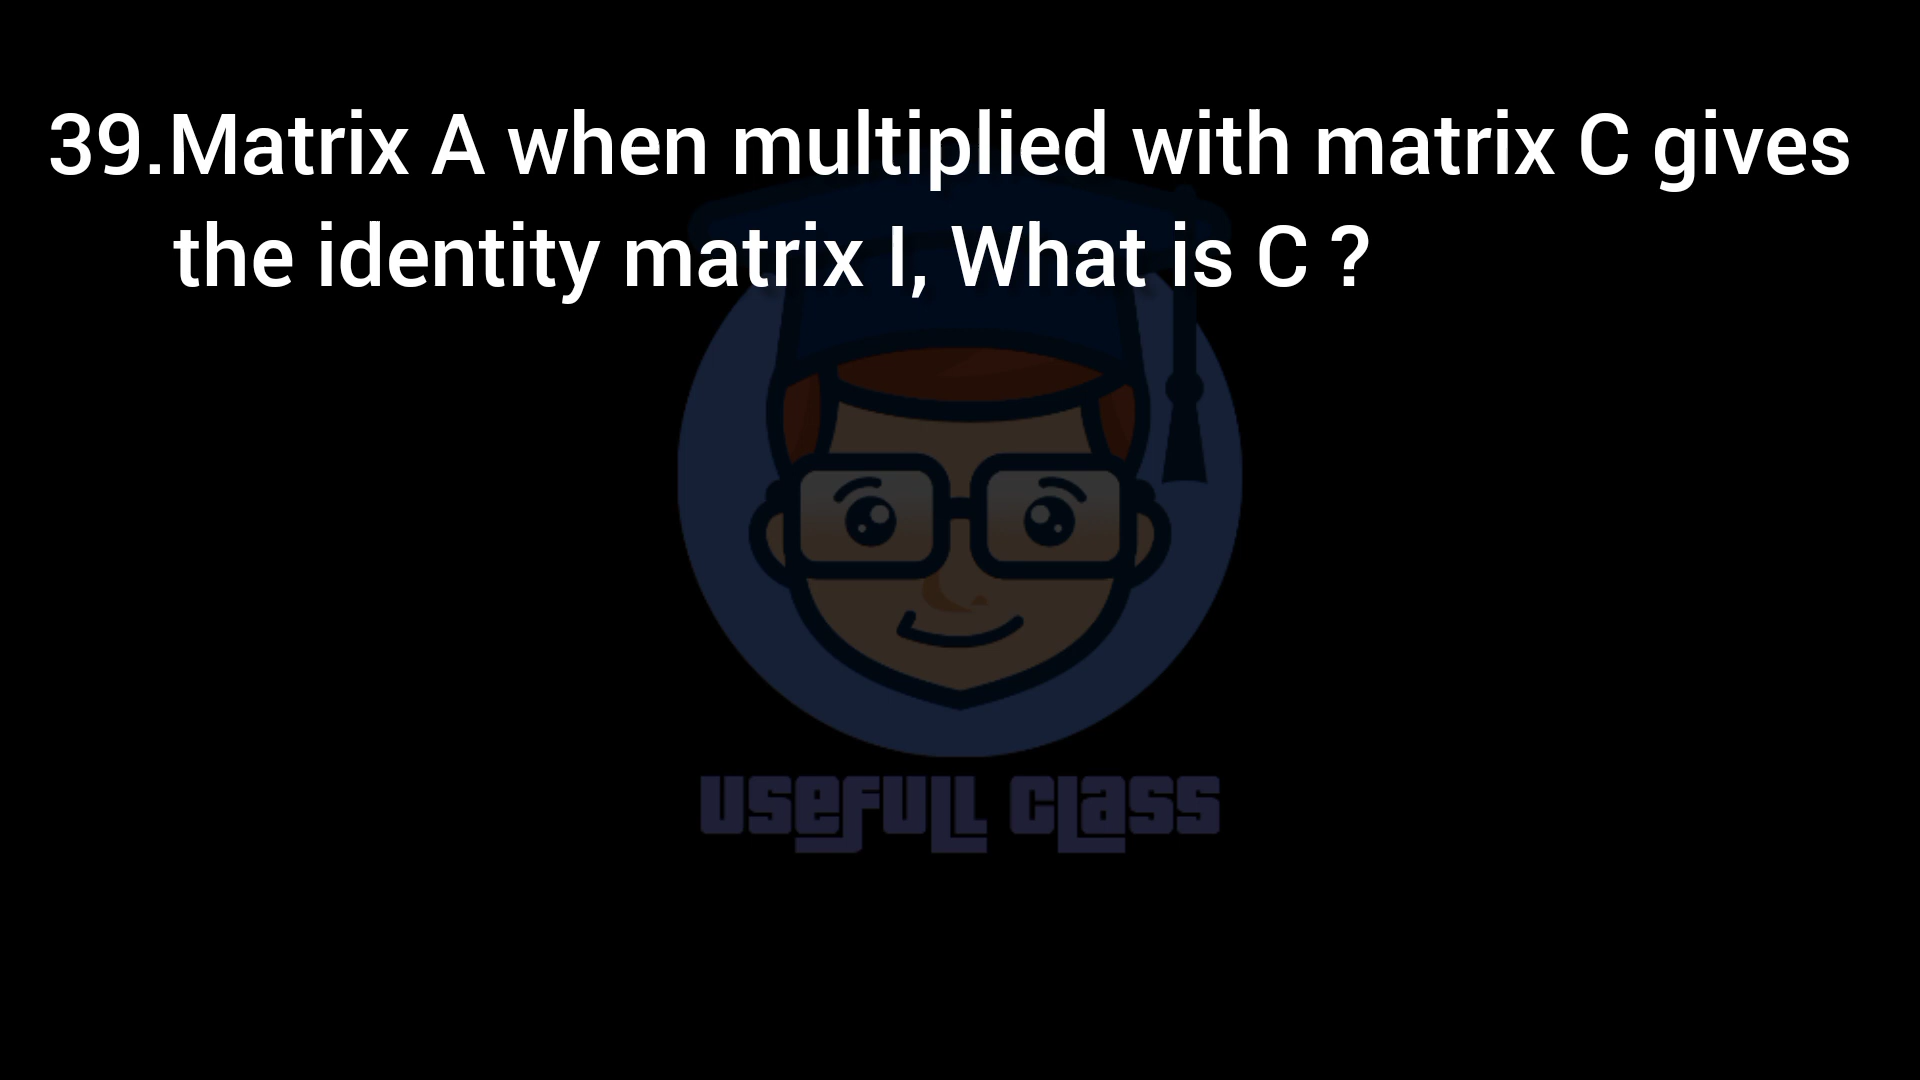 39.Matrix A when multiplied with matrix C gives
the identity matrix I, What is C ?
USEFULL CLASS